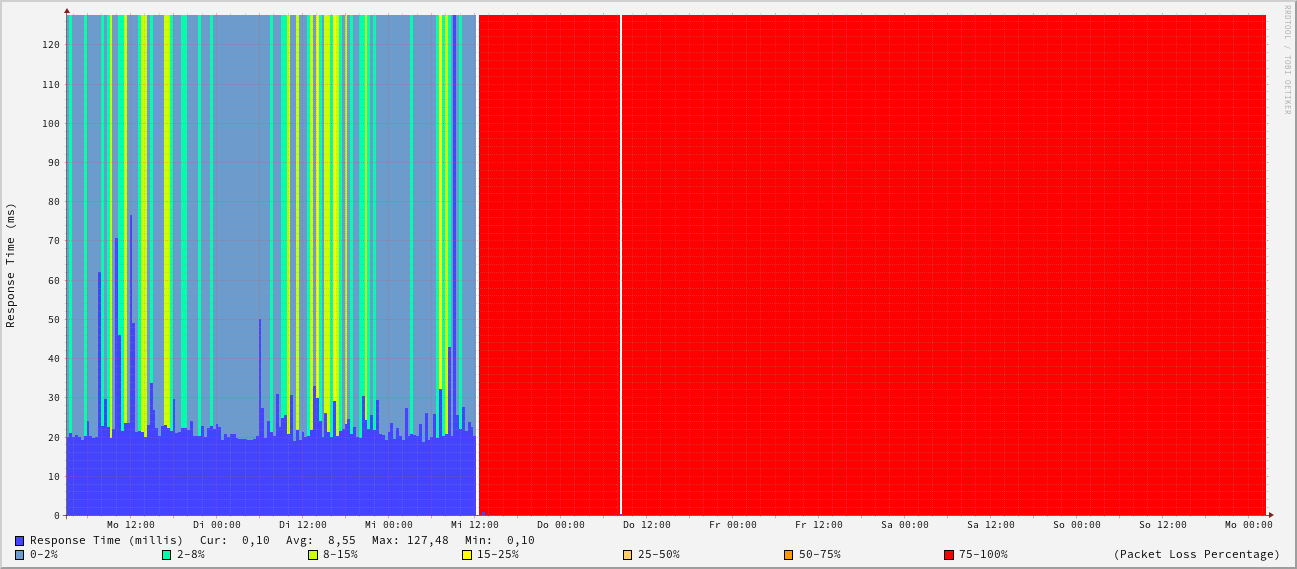 RRDTOOL / TOBI OETIKER
Response Time (ms)
120
110
100
90
80
70
60
50
40
30
20
10
0
Mo 12:00 Di 00:00 Di 12:00 Mi 00:00 Mi 12:00 Do 00:00 Do 12:00 Fr 00:00 Fr 12:00 Sa 00:00 Sa 12:00 So 00:00 So 12:00 Mo 00:00
Response Time (millis) Cur: 0,10 Avg: 8,55 Max: 127,48 Min: 0,10
0-2% 2-8% 8-15% 15-25% 25-50% 50-75% 75-100% (Packet Loss Percentage)